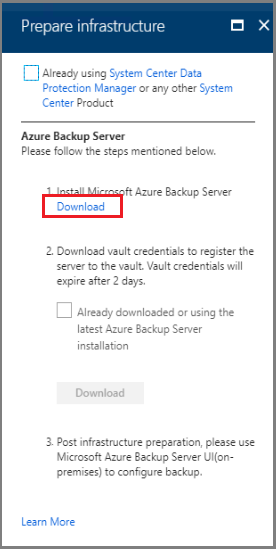 Prepare infrastructure
Already using System Center Data
Protection Manager or any other System
Center Product
Azure Backup Server
Please follow the steps mentioned below.
1. Install Microsoft Azure Backup Server
Download
2. Download vault credentials to register the
server to the vault. Vault credentials will
expire after 2 days.
Already downloaded or using the
latest Azure Backup Server
installation
Download
3. Post infrastructure preparation, please use
Microsoft Azure Backup Server UI(on-
premises) to configure backup.
Learn More